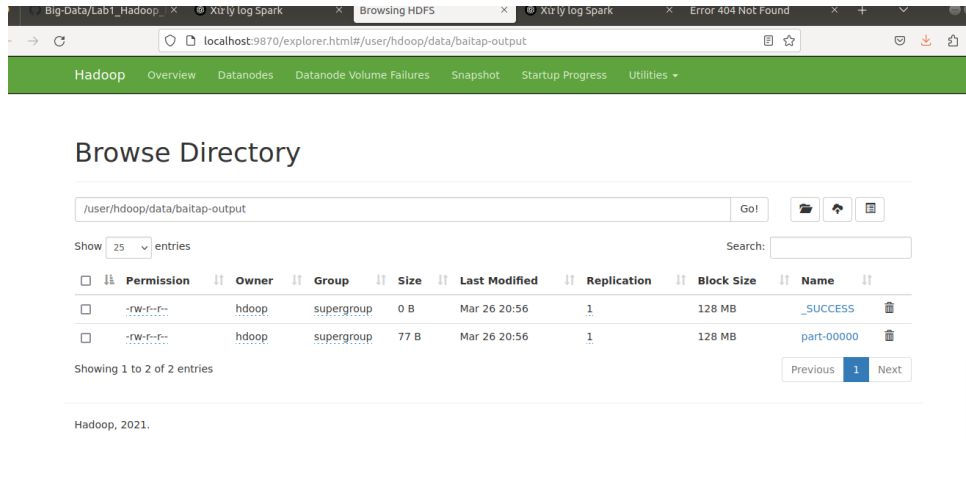 Big-Data/Lab1_Hadoop_ Xử lý log Spark Browsing HDFS Xử lý log Spark Error 404 Not Found
localhost:9870/explorer.html#/user/hdoop/data/baitap-output
Hadoop Overview Datanodes Datanode Volume Failures Snapshot Startup Progress Utilities
Browse Directory
/user/hdoop/data/baitap-output Go!
Show 25 entries Search:
Permission Owner Group Size Last Modified Replication Block Size Name
-rw-r--r-- hdoop supergroup 0 B Mar 26 20:56 1 128 MB _SUCCESS
-rw-r--r-- hdoop supergroup 77 B Mar 26 20:56 1 128 MB part-00000
Showing 1 to 2 of 2 entries Previous 1 Next
Hadoop, 2021.